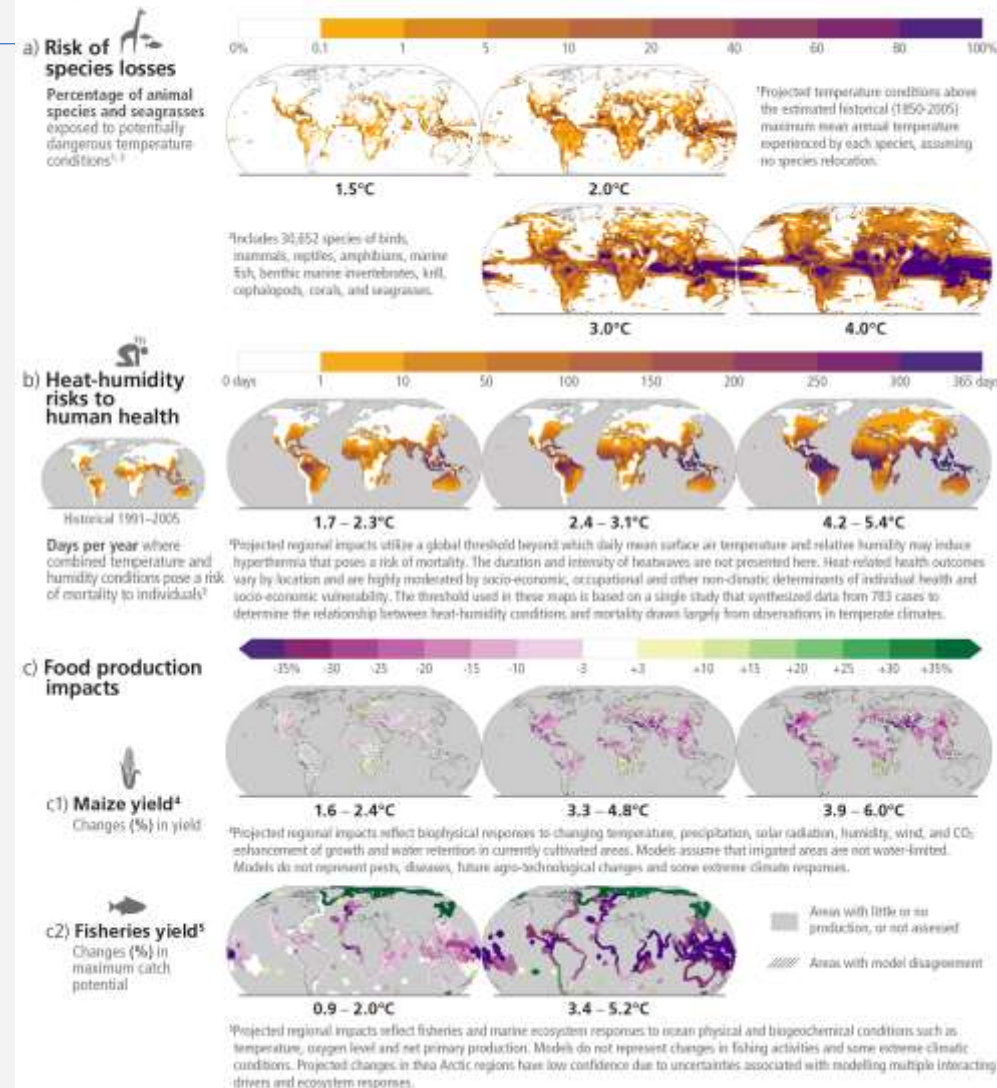 a) Risk of
species losses
Percentage of animal
species and seagrasses
exposed to potentially
dangerous temperature
conditions¹, ²
0% 0.1 1 5 10 20 40 60 80 100%
1.5°C
2.0°C
¹Projected temperature conditions above
the estimated historical (1850-2005)
maximum mean annual temperature
experienced by each species, assuming
no species relocation.
²Includes 30,652 species of birds,
mammals, reptiles, amphibians, marine
fish, benthic marine invertebrates, krill,
cephalopods, corals, and seagrasses.
3.0°C
4.0°C
b) Heat-humidity
risks to
human health
0 days 1 10 50 100 150 200 250 300 365 days
Historical 1991–2005
Days per year where
combined temperature and
humidity conditions pose a risk
of mortality to individuals³
1.7 – 2.3°C
2.4 – 3.1°C
4.2 – 5.4°C
³Projected regional impacts utilize a global threshold beyond which daily mean surface air temperature and relative humidity may induce
hyperthermia that poses a risk of mortality. The duration and intensity of heatwaves are not presented here. Heat-related health outcomes
vary by location and are highly moderated by socio-economic, occupational and other non-climatic determinants of individual health and
socio-economic vulnerability. The threshold used in these maps is based on a single study that synthesized data from 783 cases to
determine the relationship between heat-humidity conditions and mortality drawn largely from observations in temperate climates.
c) Food production
impacts
-35% -30 -25 -20 -15 -10 -3 +3 +10 +15 +20 +25 +30 +35%
c1) Maize yield⁴
Changes (%) in yield
1.6 – 2.4°C
3.3 – 4.8°C
3.9 – 6.0°C
⁴Projected regional impacts reflect biophysical responses to changing temperature, precipitation, solar radiation, humidity, wind, and CO₂
enhancement of growth and water retention in currently cultivated areas. Models assume that irrigated areas are not water-limited.
Models do not represent pests, diseases, future agro-technological changes and some extreme climate responses.
c2) Fisheries yield⁵
Changes (%) in
maximum catch
potential
0.9 – 2.0°C
3.4 – 5.2°C
Areas with little or no
production, or not assessed
Areas with model disagreement
⁵Projected regional impacts reflect fisheries and marine ecosystem responses to ocean physical and biogeochemical conditions such as
temperature, oxygen level and net primary production. Models do not represent changes in fishing activities and some extreme climatic
conditions. Projected changes in thea Arctic regions have low confidence due to uncertainties associated with modelling multiple interacting
drivers and ecosystem responses.